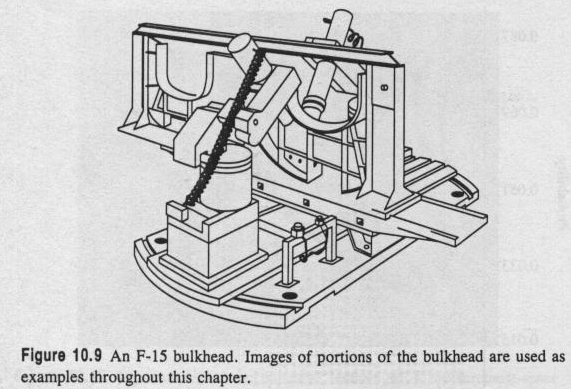 Figure 10.9 An F-15 bulkhead. Images of portions of the bulkhead are used as
examples throughout this chapter.